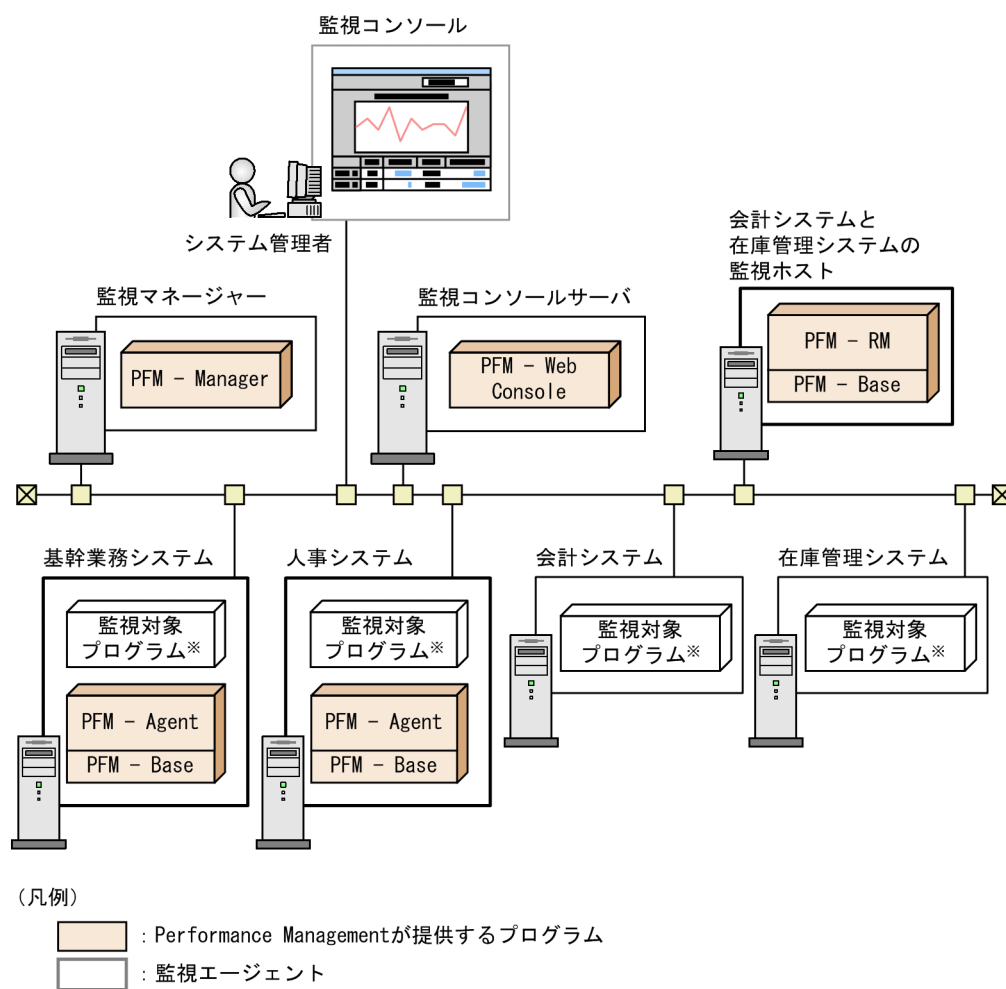 監視コンソール
システム管理者
会計システムと
在庫管理システムの
監視ホスト
監視マネージャー
監視コンソールサーバ
PFM - Manager
PFM - Web
Console
PFM - RM
PFM - Base
基幹業務システム
人事システム
会計システム
在庫管理システム
監視対象
プログラム※
監視対象
プログラム※
監視対象
プログラム※
監視対象
プログラム※
PFM - Agent
PFM - Base
PFM - Agent
PFM - Base
(凡例)
：Performance Managementが提供するプログラム
：監視エージェント